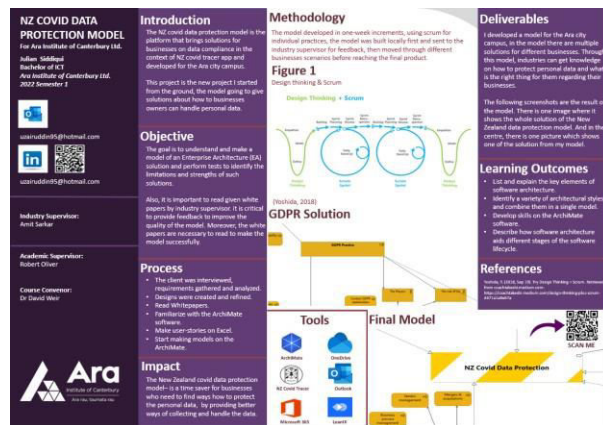 NZ COVID DATA
PROTECTION MODEL
For Ara Institute of Canterbury Ltd.
Julian Siddiqui
Bachelor of ICT
Ara Institute of Canterbury Ltd.
2022 Semester 1
uzairuddin95@hotmail.com
uzairuddin95@hotmail.com
Industry Supervisor:
Amit Sarkar
Academic Supervisor:
Robert Oliver
Course Convenor:
Dr David Weir
Ara
Institute of Canterbury
Ara rau, taumata rau
Introduction
The NZ covid data protection model is the
platform that brings solutions for
businesses on data compliance in the
context of NZ covid tracer app and
developed for the Ara city campus.
This project is the new project I started
from the ground, the model going to give
solutions about how to businesses
owners can handle personal data.
Objective
The goal is to understand and make a
model of an Enterprise Architecture (EA)
solution and perform tests to identify the
limitations and strengths of such
solutions.
Also, it is important to read given white
papers by industry supervisor. It is critical
to provide feedback to improve the
quality of the model. Moreover, the white
papers are necessary to read to make the
model successfully.
Process
• The client was interviewed,
requirements gathered and analyzed.
• Designs were created and refined.
• Read Whitepapers.
• Familiarize with the ArchiMate
software.
• Make user-stories on Excel.
• Start making models on the
ArchiMate.
Impact
The New Zealand covid data protection
model– is a time saver for businesses
who need to find ways how to protect
the personal data, by providing better
ways of collecting and handle the data.
Methodology
The model developed in one-week increments, using scrum for
individual practices, the model was built locally first and sent to the
industry supervisor for feedback, then moved through different
businesses scenarios before reaching the final product.
Figure 1
Design thinking & Scrum
Design Thinking + Scrum
(Yoshida, 2018)
GDPR Solution
Tools
ArchiMate
OneDrive
NZ Covid Tracer
Outlook
Microsoft 365
Final Model
NZ Covid Data Protection
SCAN ME
Deliverables
I developed a model for the Ara city
campus, in the model there are multiple
solutions for different businesses. Through
this model, industries can get knowledge
on how to protect personal data and what
is the right thing for them regarding their
businesses.
The following screenshots are the result of
the model. There is one image where it
shows the whole solution of the New
Zealand data protection model. And in the
centre, there is one picture which shows
one of the solution from my model.
Learning Outcomes
• List and explain the key elements of
software architecture.
• Identify a variety of architectural styles
and combine them in a single model.
• Develop skills on the ArchiMate
software.
• Describe how software architecture
aids different stages of the software
lifecycle.
References